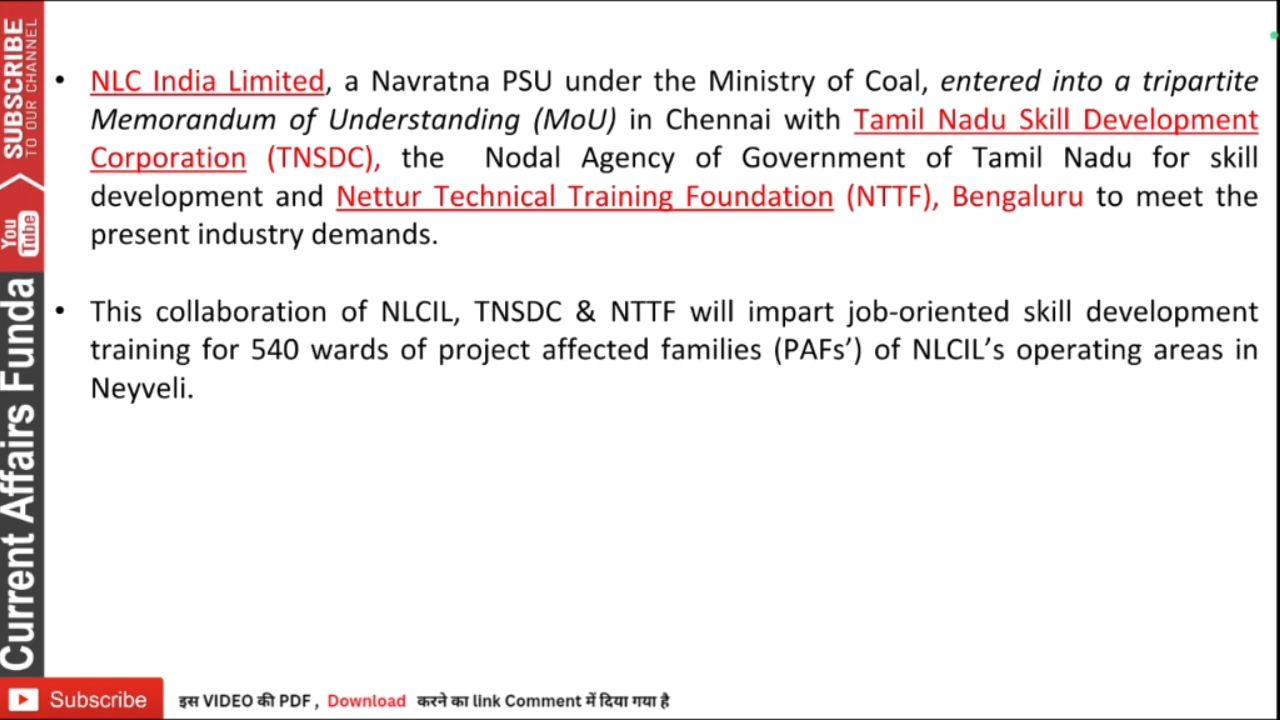 SUBSCRIBE
TO OUR CHANNEL
You
Tube
Current Affairs Funda
• NLC India Limited, a Navratna PSU under the Ministry of Coal, entered into a tripartite
Memorandum of Understanding (MoU) in Chennai with Tamil Nadu Skill Development
Corporation (TNSDC), the Nodal Agency of Government of Tamil Nadu for skill
development and Nettur Technical Training Foundation (NTTF), Bengaluru to meet the
present industry demands.
• This collaboration of NLCIL, TNSDC & NTTF will impart job-oriented skill development
training for 540 wards of project affected families (PAFs’) of NLCIL’s operating areas in
Neyveli.
Subscribe
इस VIDEO की PDF , Download करने का link Comment में दिया गया है